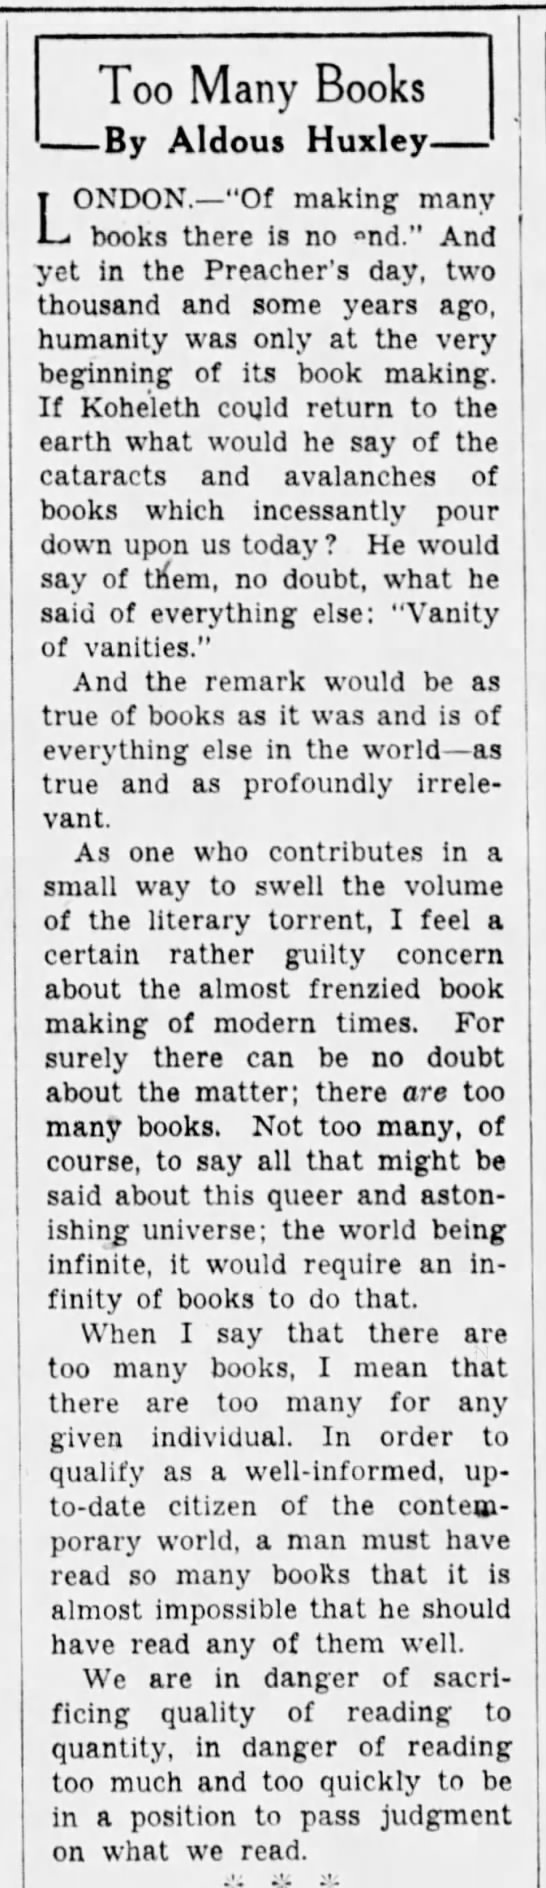 Too Many Books
By Aldous Huxley
LONDON.—"Of making many
books there is no end." And
yet in the Preacher's day, two
thousand and some years ago,
humanity was only at the very
beginning of its book making.
If Koheleth could return to the
earth what would he say of the
cataracts and avalanches of
books which incessantly pour
down upon us today? He would
say of them, no doubt, what he
said of everything else: "Vanity
of vanities."
And the remark would be as
true of books as it was and is of
everything else in the world—as
true and as profoundly irrele-
vant.
As one who contributes in a
small way to swell the volume
of the literary torrent, I feel a
certain rather guilty concern
about the almost frenzied book
making of modern times. For
surely there can be no doubt
about the matter; there are too
many books. Not too many, of
course, to say all that might be
said about this queer and aston-
ishing universe; the world being
infinite, it would require an in-
finity of books to do that.
When I say that there are
too many books, I mean that
there are too many for any
given individual. In order to
qualify as a well-informed, up-
to-date citizen of the contem-
porary world, a man must have
read so many books that it is
almost impossible that he should
have read any of them well.
We are in danger of sacri-
ficing quality of reading to
quantity, in danger of reading
too much and too quickly to be
in a position to pass judgment
on what we read.
* * *